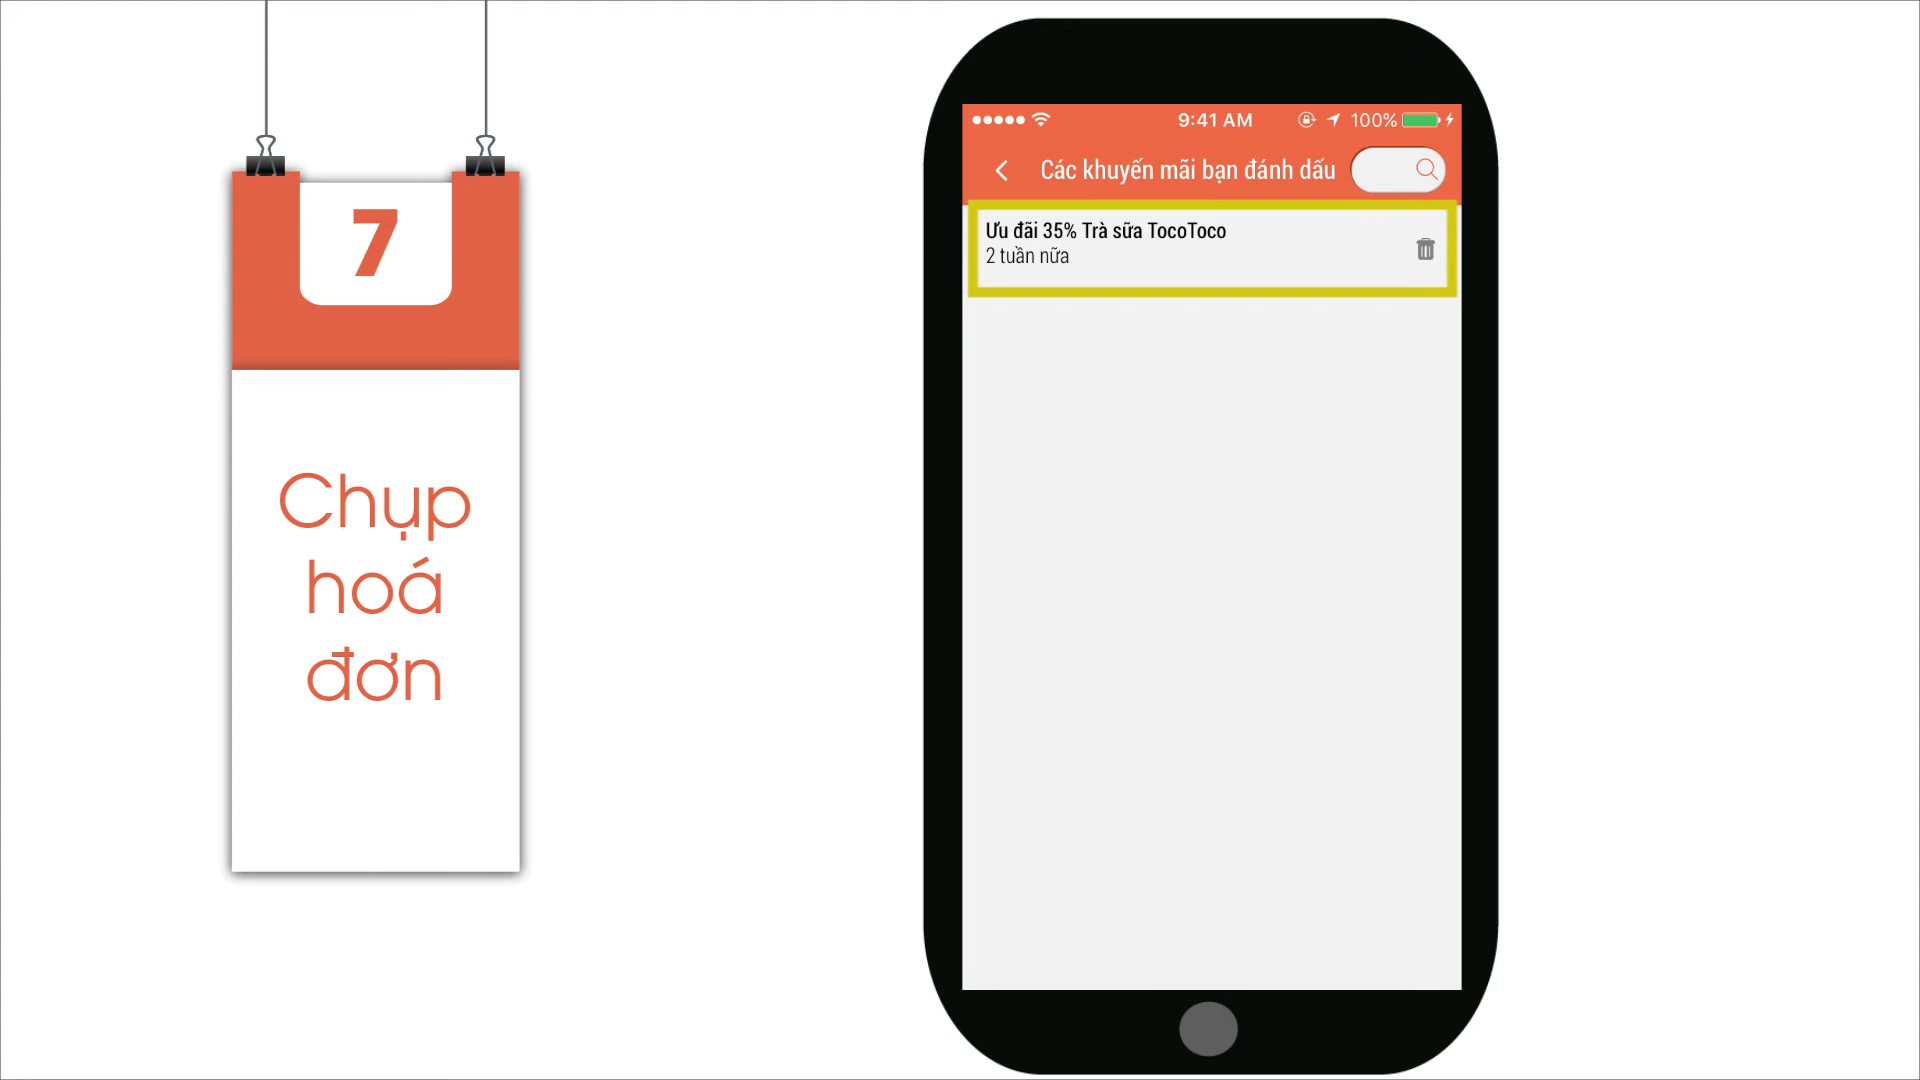 7
Chụp
hoá
đơn
9:41 AM
100%
Các khuyến mãi bạn đánh dấu
Ưu đãi 35% Trà sữa TocoToco
2 tuần nữa